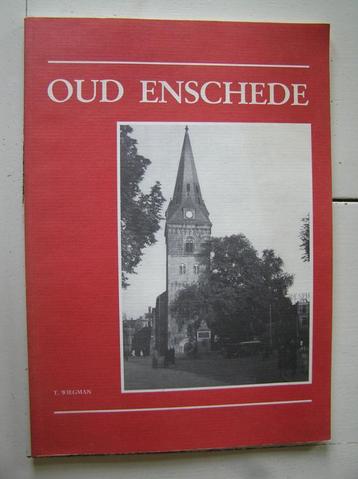 OUD ENSCHEDE
T. WIEGMAN